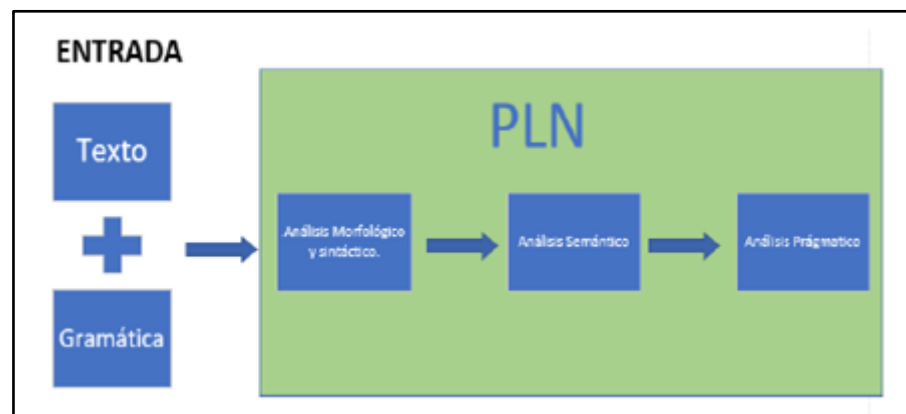 ENTRADA
Texto
Gramática
PLN
Análisis Morfológico
y sintáctico.
Análisis Semántico
Análisis Prágmatico